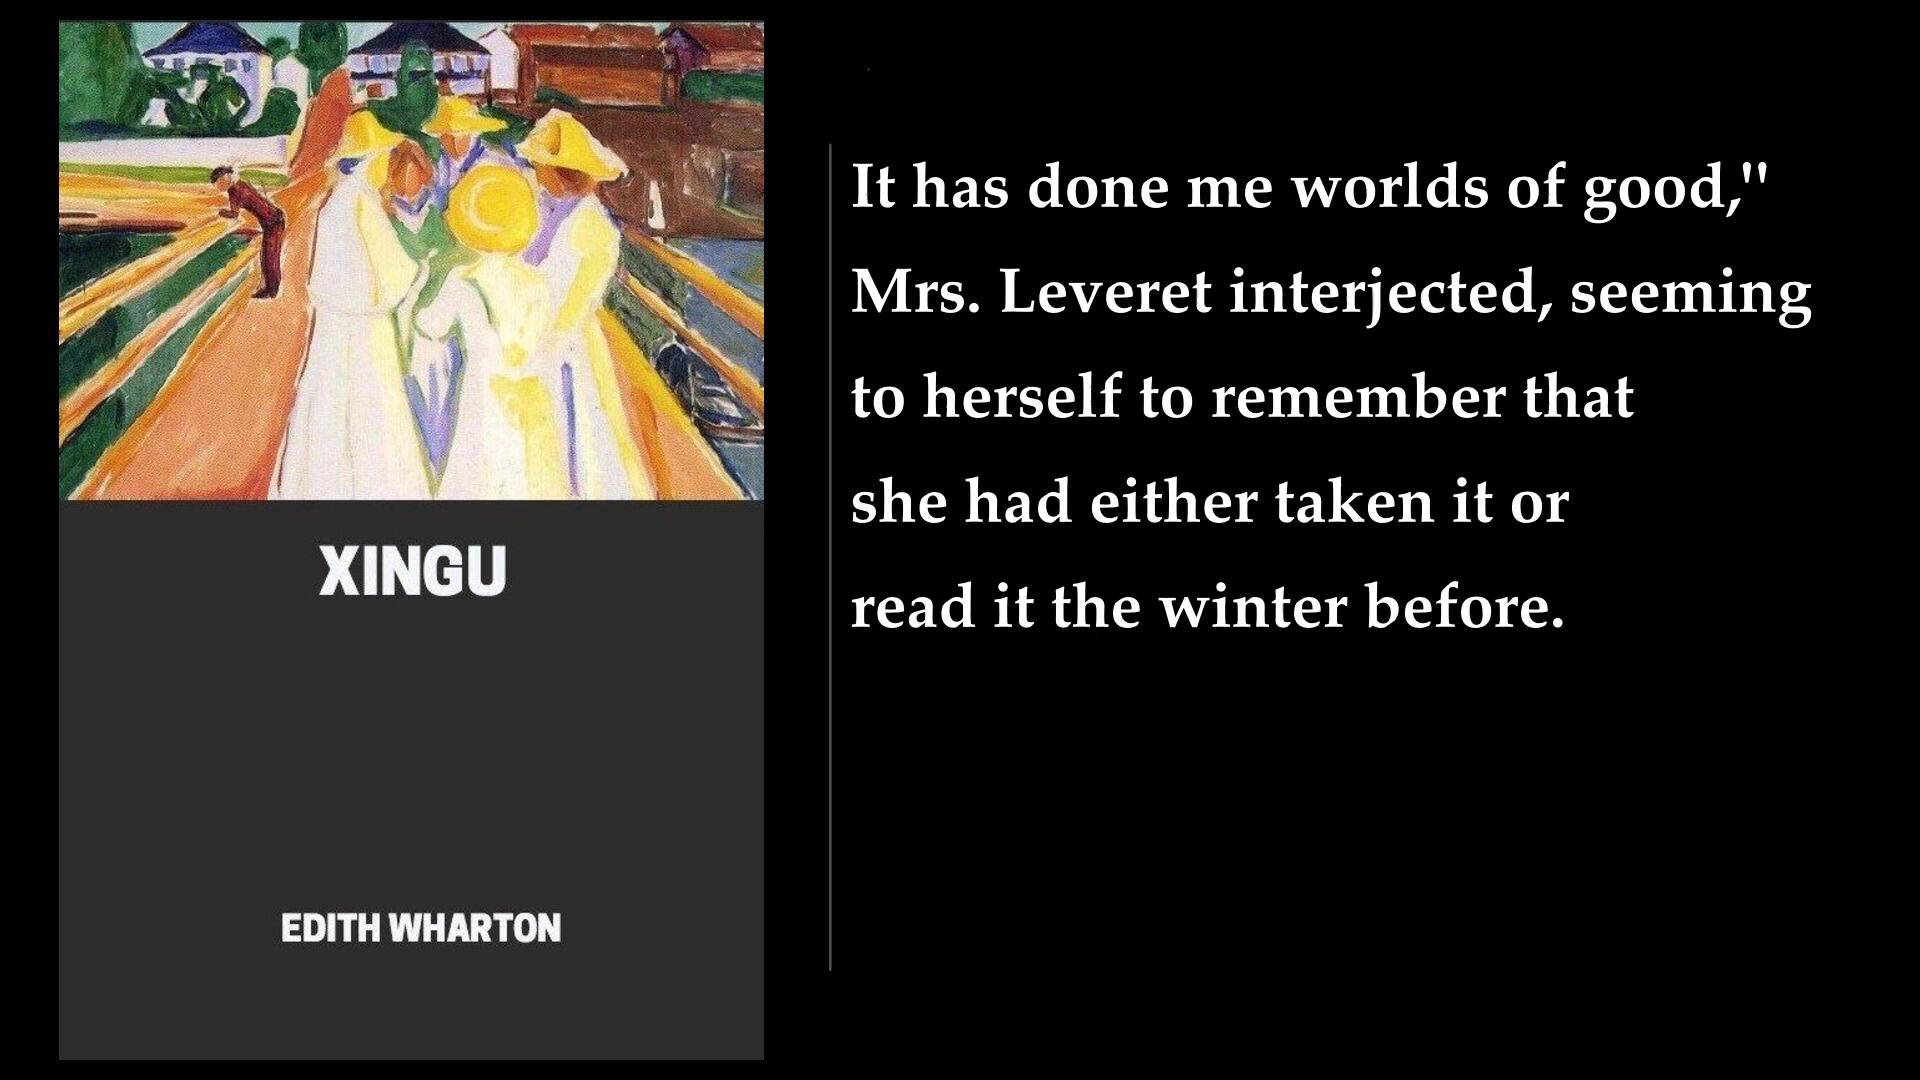 XINGU
EDITH WHARTON
It has done me worlds of good,"
Mrs. Leveret interjected, seeming
to herself to remember that
she had either taken it or
read it the winter before.